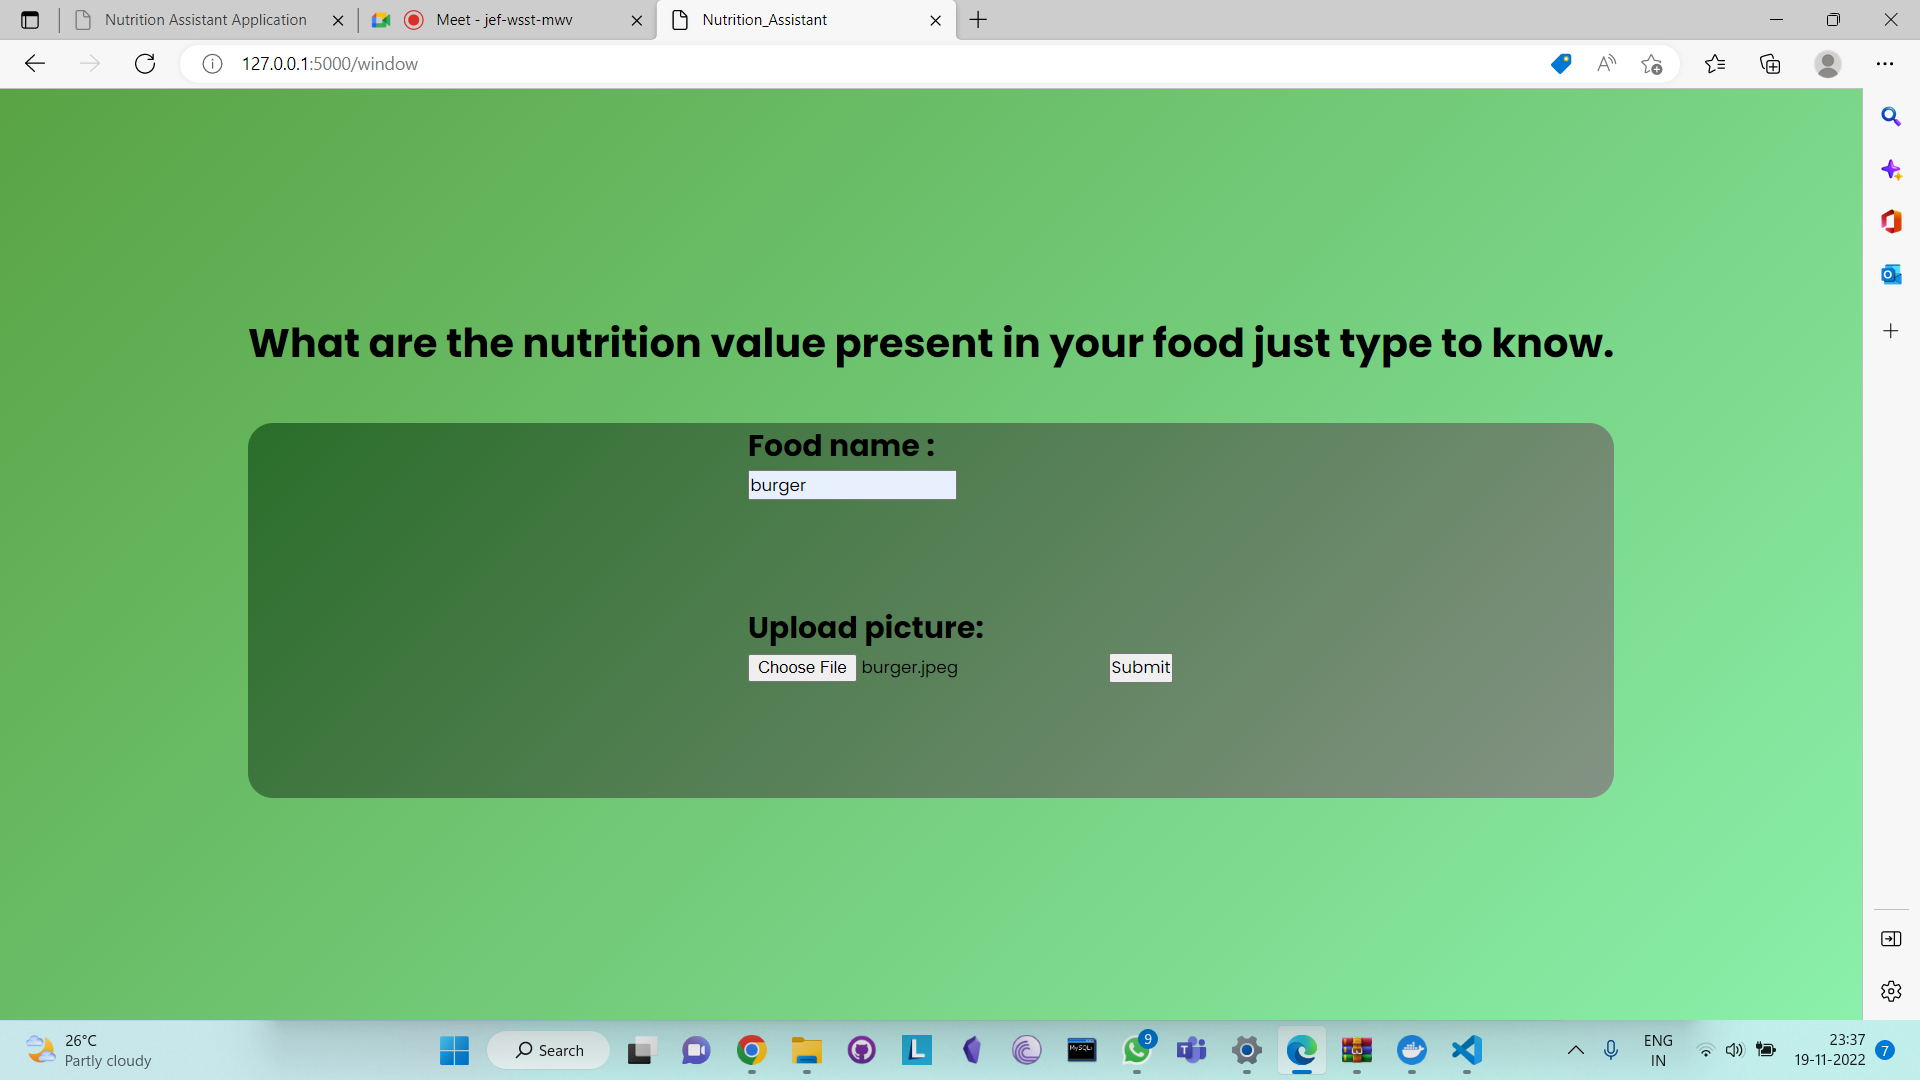 Nutrition Assistant Application
Meet - jef-wsst-mwv
Nutrition_Assistant
127.0.0.1:5000/window
What are the nutrition value present in your food just type to know.
Food name :
burger
Upload picture:
Choose File burger.jpeg Submit
26°C
Partly cloudy
Search
L
MySQL
9
ENG
IN
23:37
19-11-2022
7